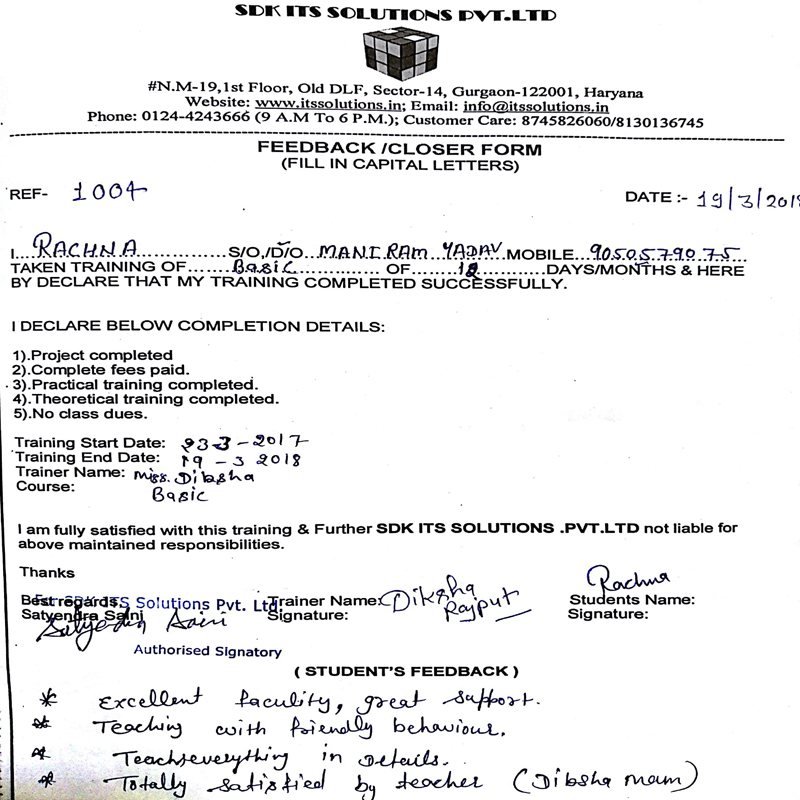 SDK ITS SOLUTIONS PVT.LTD
#N.M-19,1st Floor, Old DLF, Sector-14, Gurgaon-122001, Haryana
Website: www.itssolutions.in; Email: info@itssolutions.in
Phone: 0124-4243666 (9 A.M To 6 P.M.); Customer Care: 8745826060/8130136745
FEEDBACK /CLOSER FORM
(FILL IN CAPITAL LETTERS)
REF- 1004 DATE :- 19/3/2018
I...RACHNA...............S/O,D/O...MANIRAM YADAV MOBILE...9050579075...
TAKEN TRAINING OF.......Basic.................. OF.........12............DAYS/MONTHS & HERE
BY DECLARE THAT MY TRAINING COMPLETED SUCCESSFULLY.
I DECLARE BELOW COMPLETION DETAILS:
1).Project completed
2).Complete fees paid.
3).Practical training completed.
4).Theoretical training completed.
5).No class dues.
Training Start Date: 23-3-2017
Training End Date: 19-3 2018
Trainer Name: Miss. Diksha
Course: Basic
I am fully satisfied with this training & Further SDK ITS SOLUTIONS .PVT.LTD not liable for
above maintained responsibilities.
Thanks
Best regards, For SDK ITS Solutions Pvt. Ltd. Trainer Name: Diksha Rajput Students Name: Rachna
Satyendra Saini Signature: Signature:
Satyendra Saini
Authorised Signatory
( STUDENT'S FEEDBACK )
* Excellent faculity, great support.
* Teaching with friendly behaviour.
* Teach everything in details.
* Totally satisfied by teacher (Diksha mam)